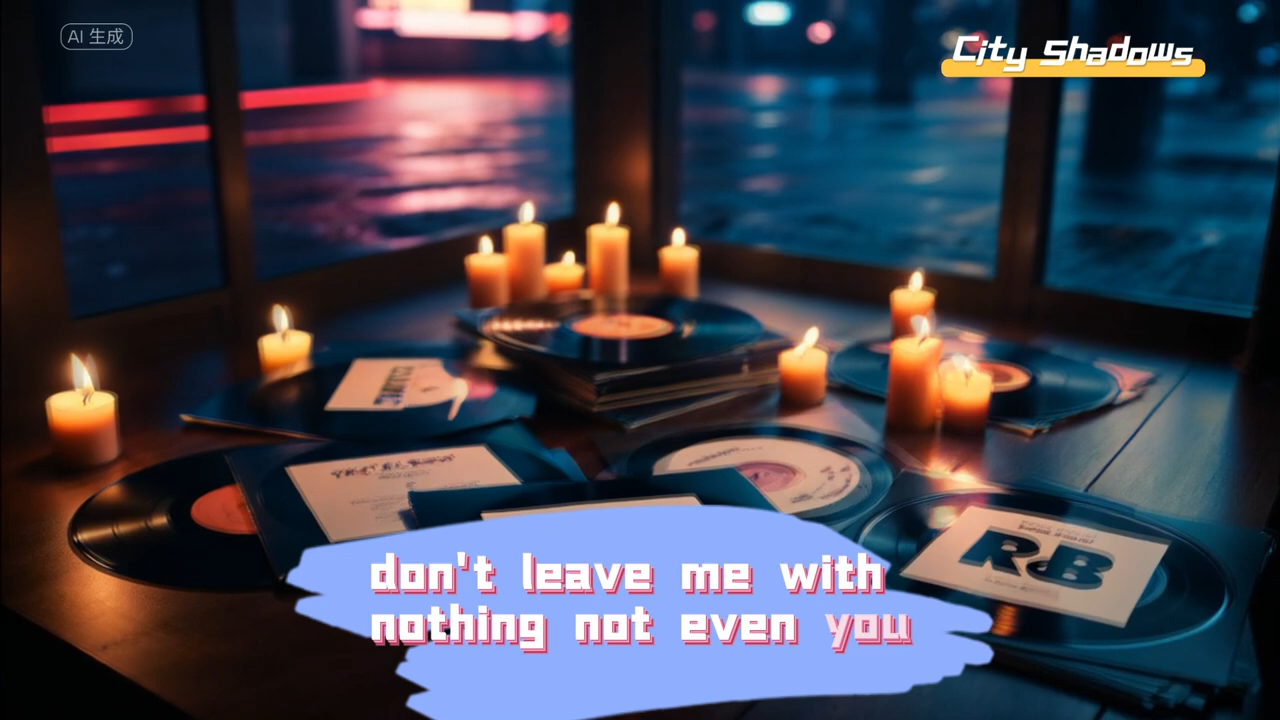 AI 生成
City Shadows
RB
don't leave me with
nothing not even you